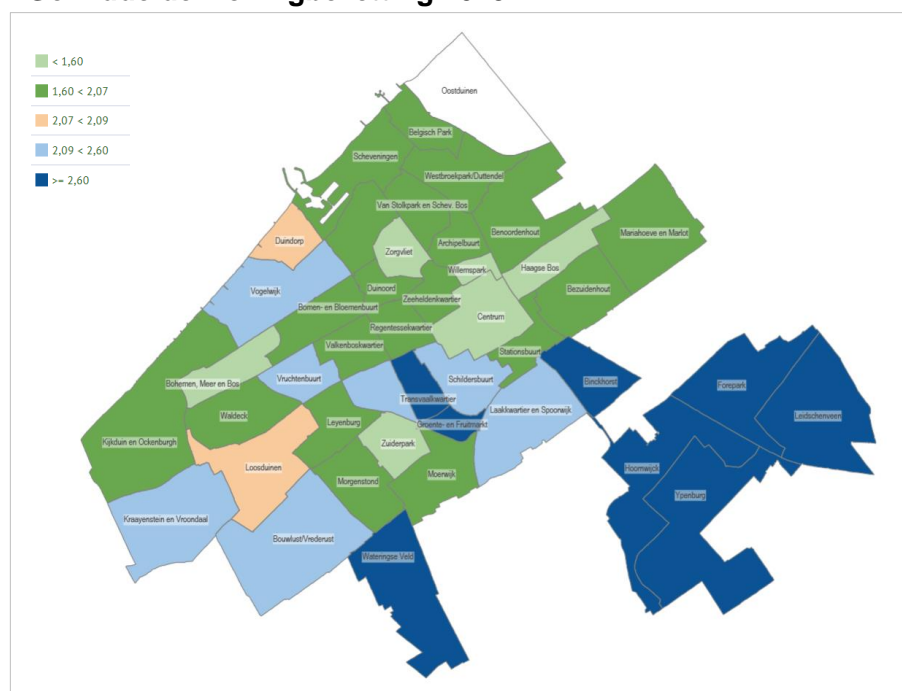 < 1,60
1,60 < 2,07
2,07 < 2,09
2,09 < 2,60
>= 2,60
Oostduinen
Belgisch Park
Scheveningen
Westbroekpark/Duttendel
Van Stolkpark en Schev. Bos
Benoordenhout
Mariahoeve en Marlot
Duindorp
Archipelbuurt
Zorgvliet
Willemspark
Haagse Bos
Vogelwijk
Duinoord
Bezuidenhout
Zeeheldenkwartier
Bomen- en Bloemenbuurt
Centrum
Regentessekwartier
Valkenboskwartier
Stationsbuurt
Bohemen, Meer en Bos
Vruchtenbuurt
Schildersbuurt
Binckhorst
Forepark
Transvaalkwartier
Laakkwartier en Spoorwijk
Waldeck
Leidschenveen
Leyenburg
Groente- en Fruitmarkt
Kijkduin en Ockenburgh
Zuiderpark
Loosduinen
Moerwijk
Hoornwijck
Morgenstond
Ypenburg
Kraayenstein en Vroondaal
Bouwlust/Vrederust
Wateringse Veld